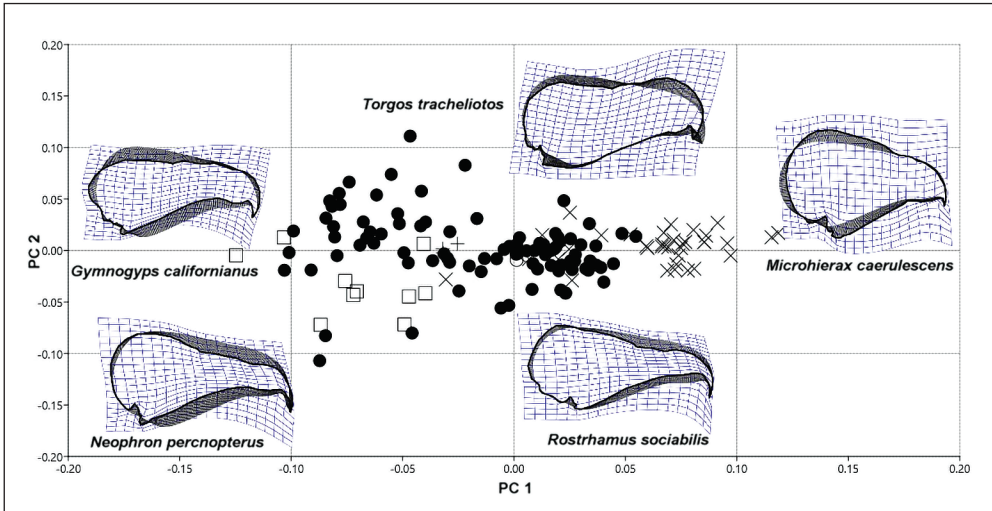 0.20
Torgos tracheliotos
0.15
0.10
0.05
PC 2
0.00
Gymnogyps californianus
Microhierax caerulescens
-0.05
-0.10
-0.15
Neophron percnopterus
Rostrhamus sociabilis
-0.20
-0.20 -0.15 -0.10 -0.05 0.00 0.05 0.10 0.15 0.20
PC 1